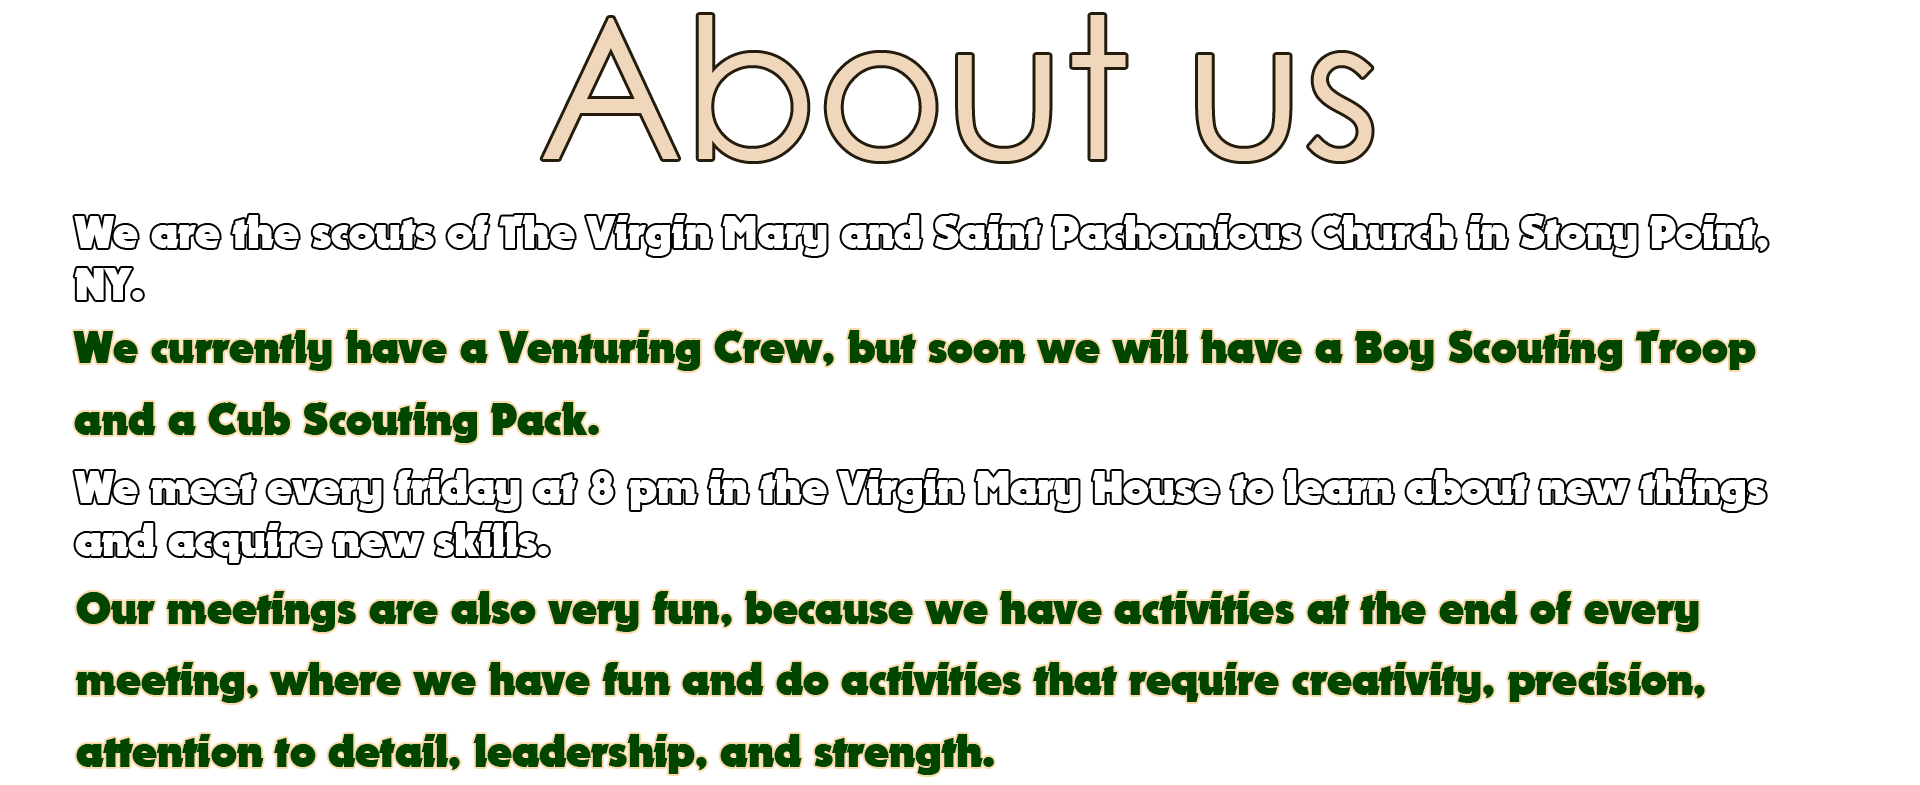 About us
We are the scouts of The Virgin Mary and Saint Pachomious Church in Stony Point,
NY.
We currently have a Venturing Crew, but soon we will have a Boy Scouting Troop
and a Cub Scouting Pack.
We meet every friday at 8 pm in the Virgin Mary House to learn about new things
and acquire new skills.
Our meetings are also very fun, because we have activities at the end of every
meeting, where we have fun and do activities that require creativity, precision,
attention to detail, leadership, and strength.